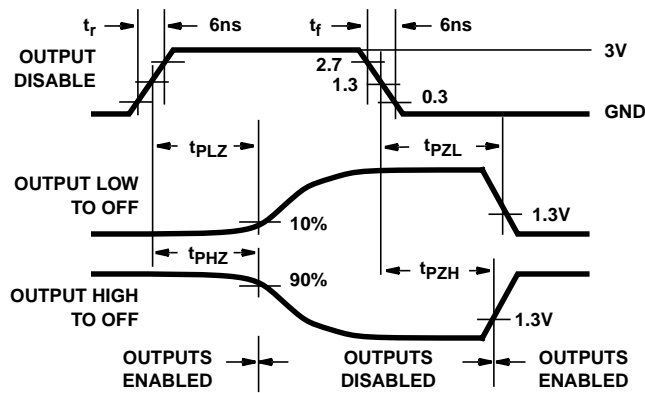 tr
6ns
tf
6ns
OUTPUT
DISABLE
3V
2.7
1.3
0.3
GND
tPLZ
tPZL
OUTPUT LOW
TO OFF
10%
1.3V
tPHZ
90%
tPZH
OUTPUT HIGH
TO OFF
1.3V
OUTPUTS
ENABLED
OUTPUTS
DISABLED
OUTPUTS
ENABLED